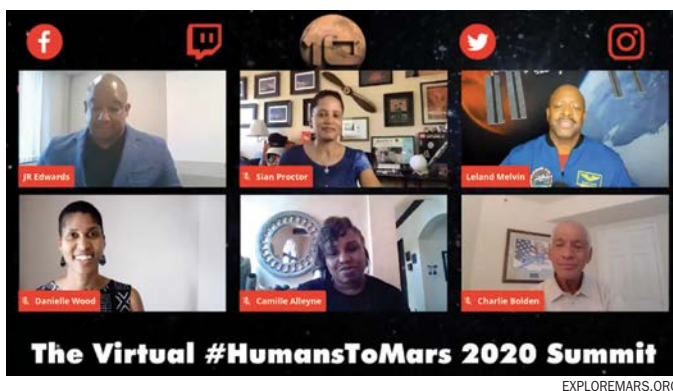 JR Edwards
Sian Proctor
Leland Melvin
Danielle Wood
Camille Alleyne
Charlie Bolden
The Virtual #HumansToMars 2020 Summit
EXPLOREMARS.ORG